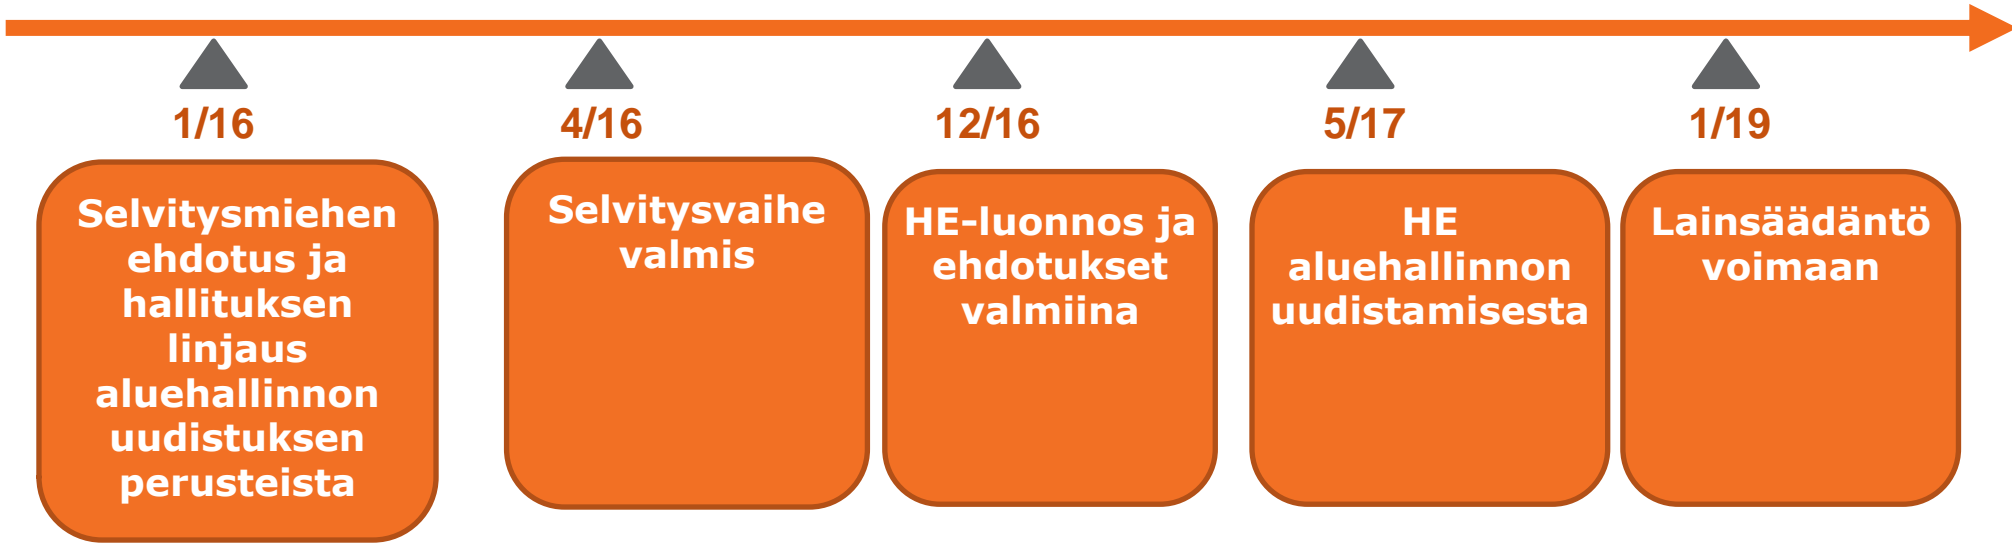 1/16
Selvitysmiehen
ehdotus ja
hallituksen
linjaus
aluehallinnon
uudistuksen
perusteista
4/16
Selvitysvaihe
valmis
12/16
HE-luonnos ja
ehdotukset
valmiina
5/17
HE
aluehallinnon
uudistamisesta
1/19
Lainsäädäntö
voimaan